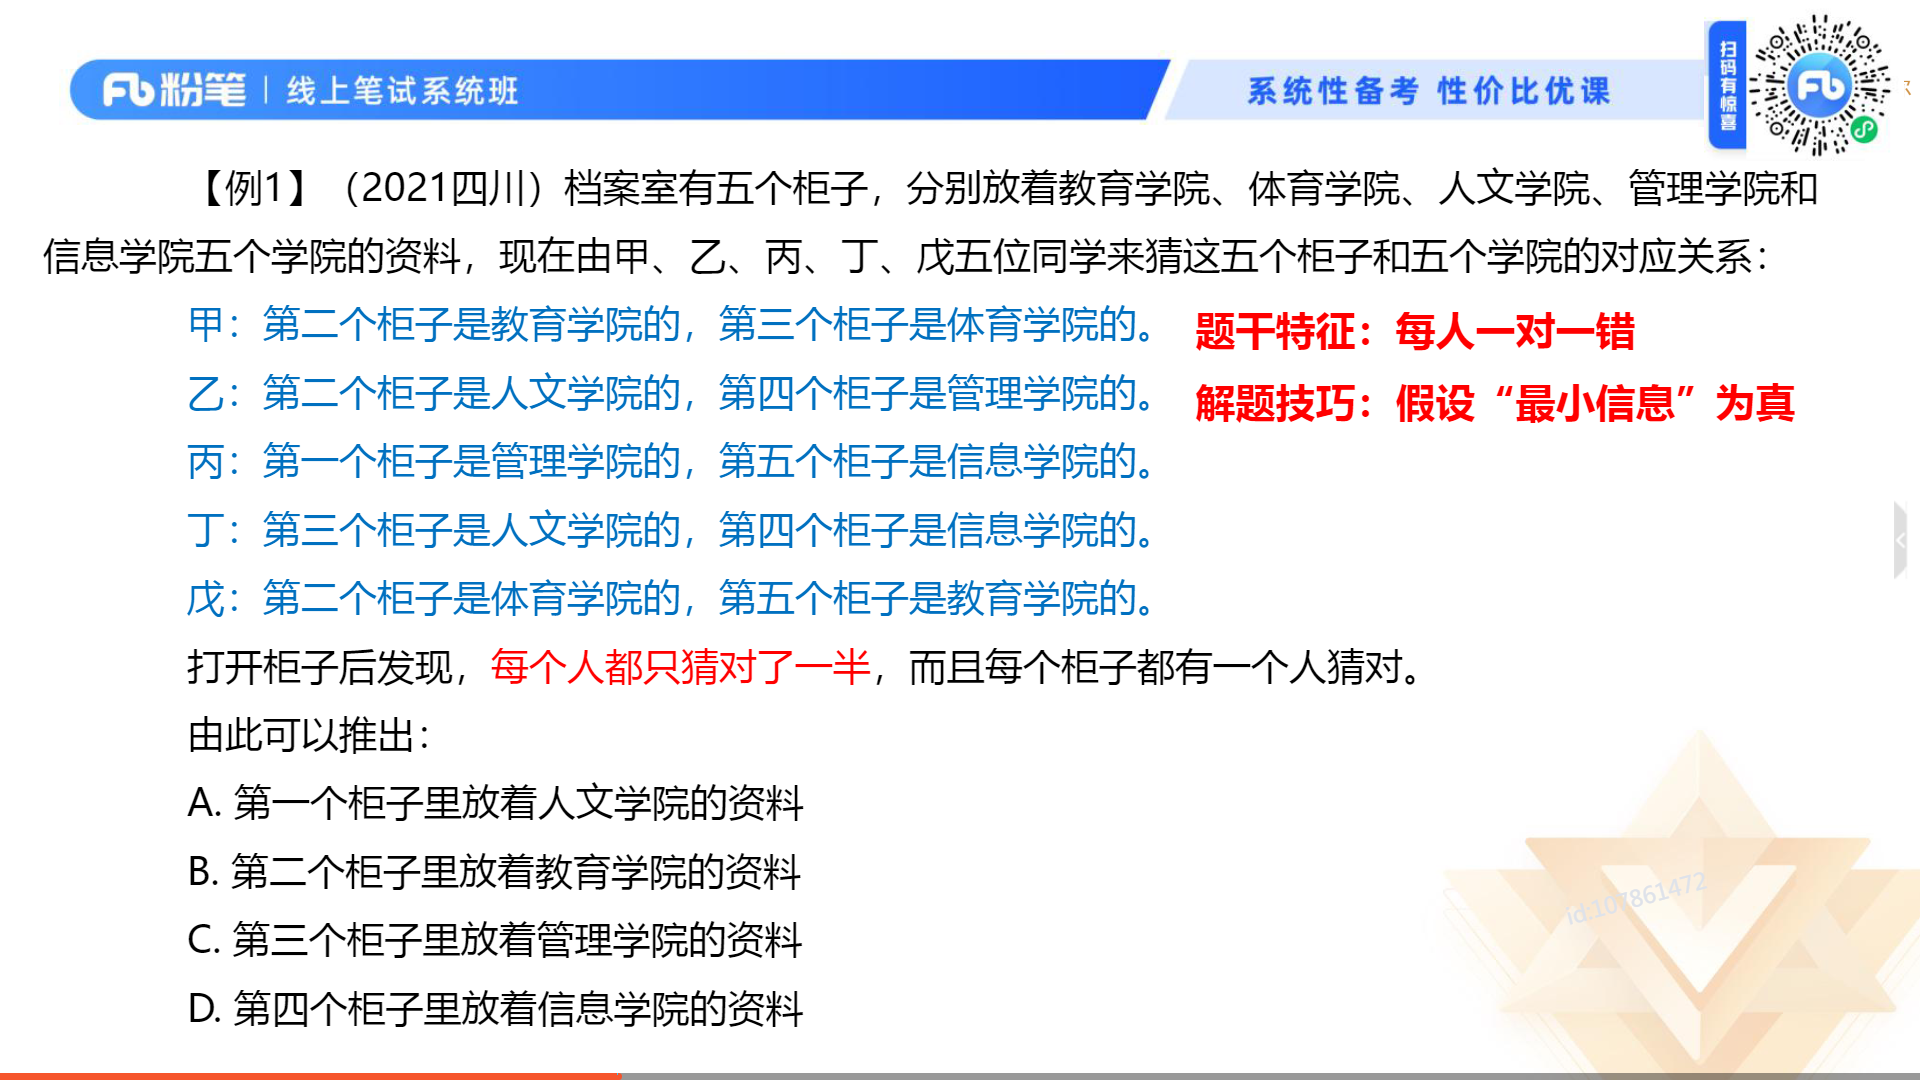 粉笔 | 线上笔试系统班
系统性备考 性价比优课
扫码有惊喜
【例1】（2021四川）档案室有五个柜子，分别放着教育学院、体育学院、人文学院、管理学院和
信息学院五个学院的资料，现在由甲、乙、丙、丁、戊五位同学来猜这五个柜子和五个学院的对应关系：
甲：第二个柜子是教育学院的，第三个柜子是体育学院的。
题干特征：每人一对一错
乙：第二个柜子是人文学院的，第四个柜子是管理学院的。
解题技巧：假设“最小信息”为真
丙：第一个柜子是管理学院的，第五个柜子是信息学院的。
丁：第三个柜子是人文学院的，第四个柜子是信息学院的。
戊：第二个柜子是体育学院的，第五个柜子是教育学院的。
打开柜子后发现，每个人都只猜对了一半，而且每个柜子都有一个人猜对。
由此可以推出：
A. 第一个柜子里放着人文学院的资料
B. 第二个柜子里放着教育学院的资料
C. 第三个柜子里放着管理学院的资料
D. 第四个柜子里放着信息学院的资料
id:107861472